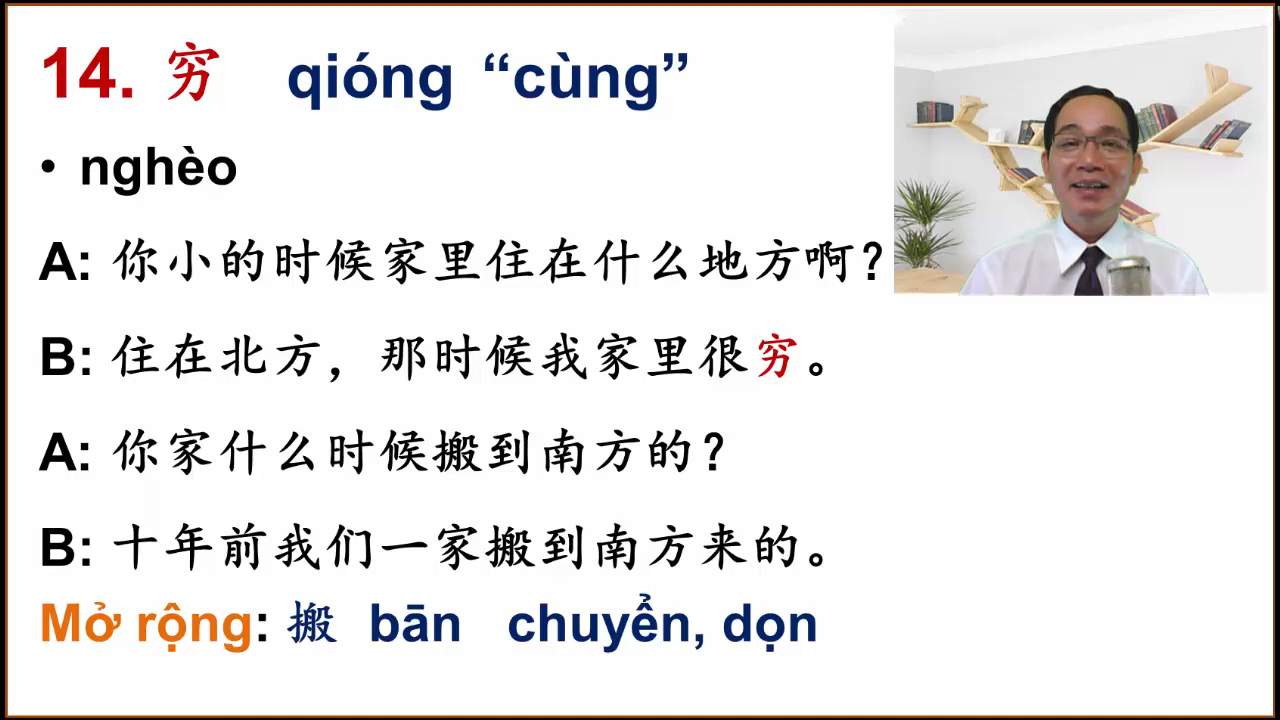 14. 穷 qióng “cùng”
• nghèo
A: 你小的时候家里住在什么地方啊？
B: 住在北方，那时候我家里很穷。
A: 你家什么时候搬到南方的？
B: 十年前我们一家搬到南方来的。
Mở rộng: 搬 bān chuyển, dọn